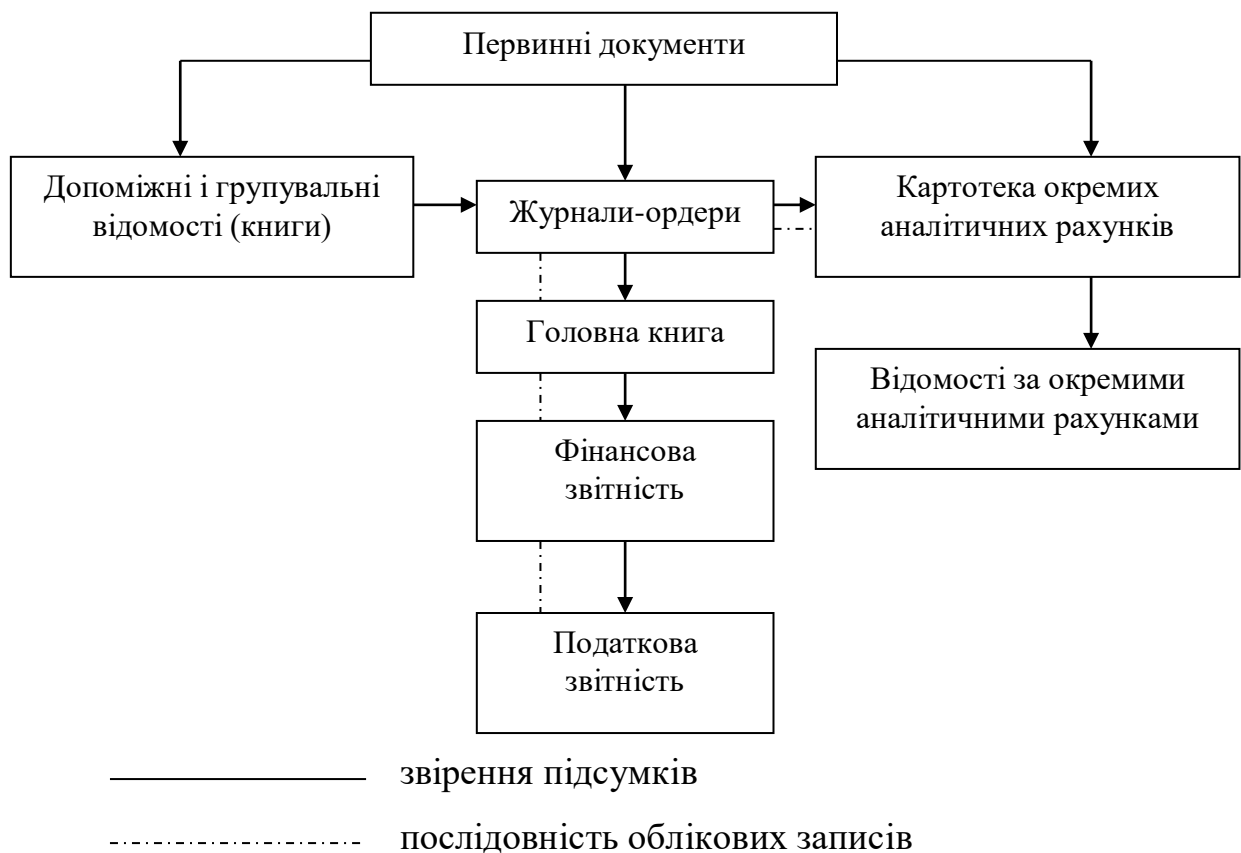 Первинні документи
Допоміжні і групувальні
відомості (книги)
Журнали-ордери
Картотека окремих
аналітичних рахунків
Головна книга
Відомості за окремими
аналітичними рахунками
Фінансова
звітність
Податкова
звітність
звірення підсумків
послідовність облікових записів